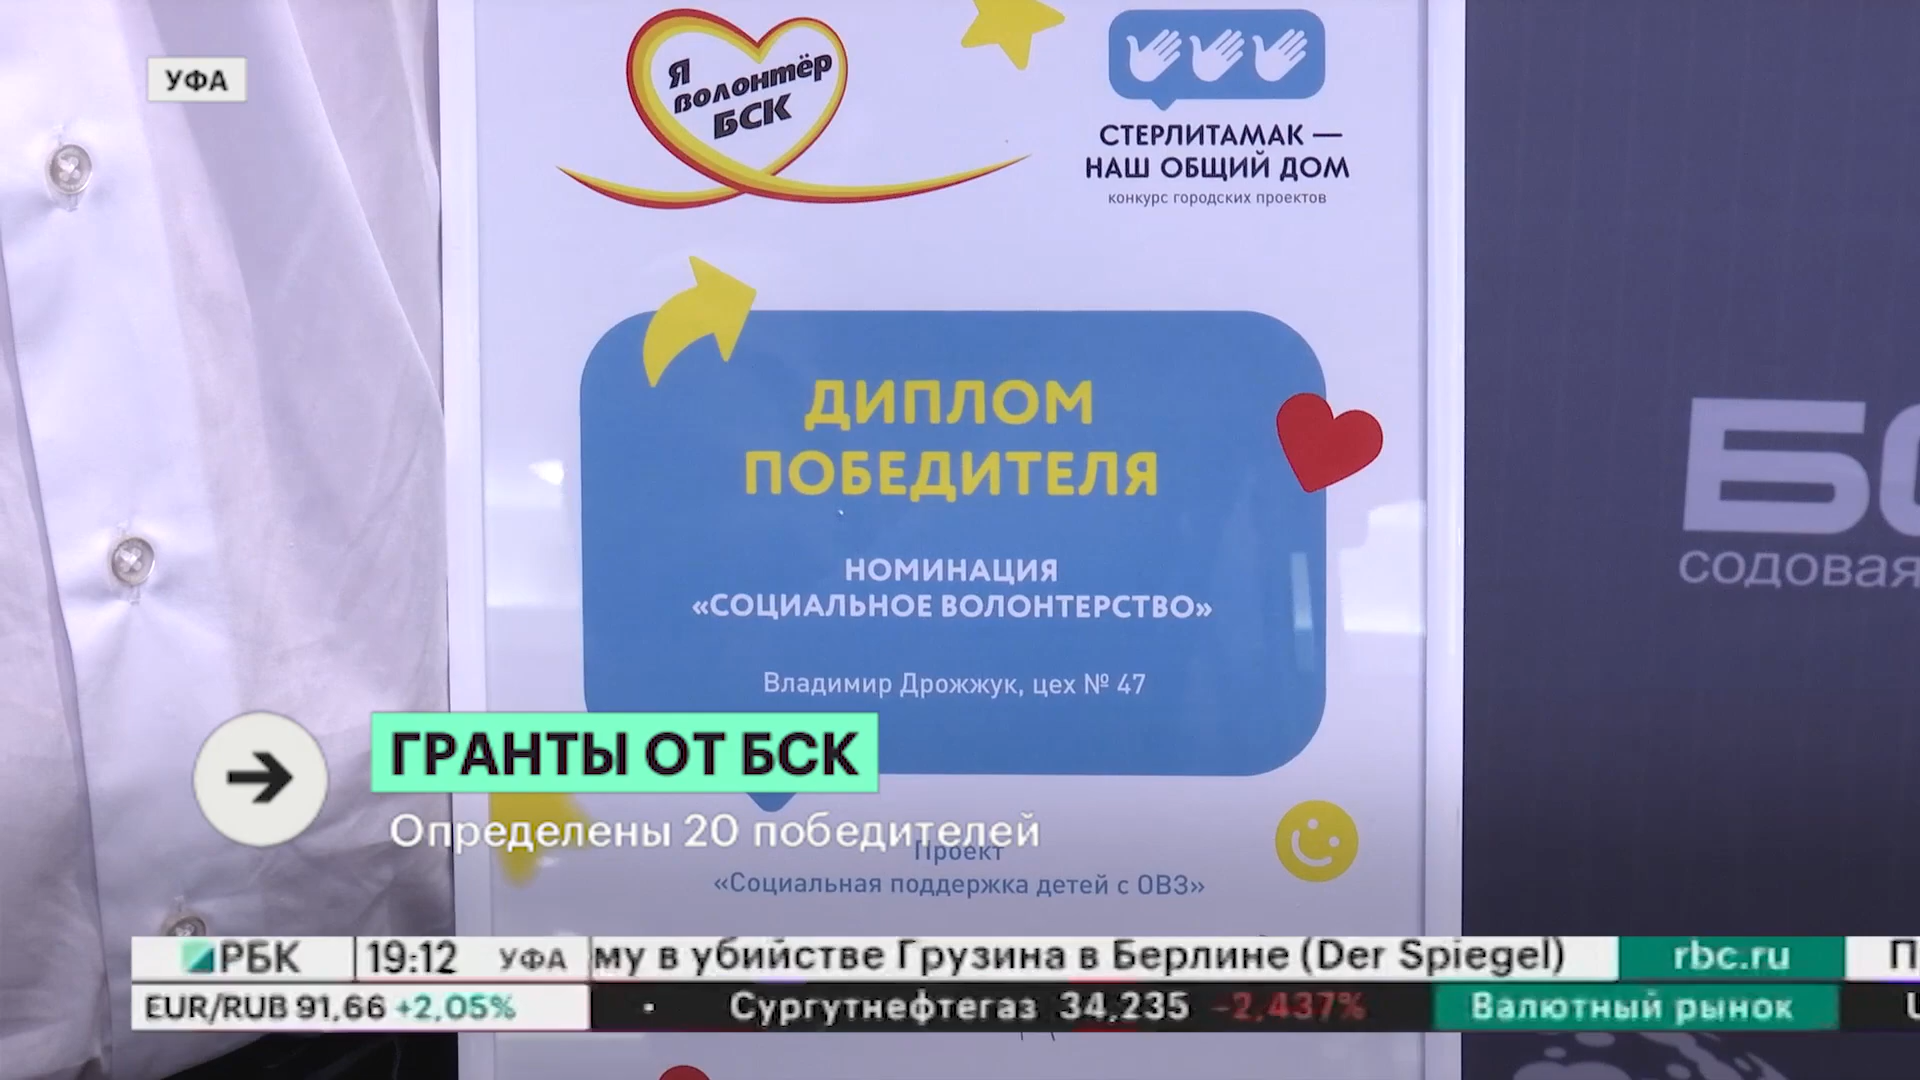 УФА
Я
волонтёр
БСК
СТЕРЛИТАМАК —
НАШ ОБЩИЙ ДОМ
конкурс городских проектов
ДИПЛОМ
ПОБЕДИТЕЛЯ
НОМИНАЦИЯ
«СОЦИАЛЬНОЕ ВОЛОНТЕРСТВО»
Владимир Дрожжук, цех № 47
содовая
ГРАНТЫ ОТ БСК
Определены 20 победителей
Проект
«Социальная поддержка детей с ОВЗ»
РБК 19:12 УФА му в убийстве Грузина в Берлине (Der Spiegel) rbc.ru
EUR/RUB 91,66 +2,05% · Сургутнефтегаз 34,235 -2,437% Валютный рынок